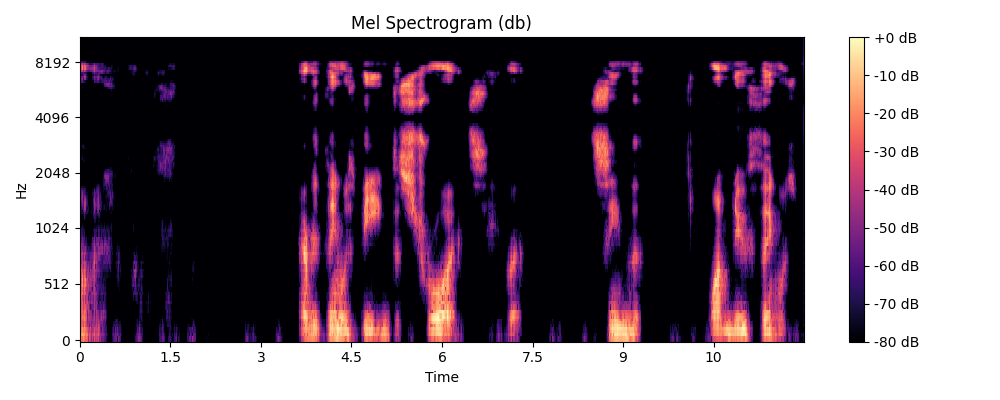 Mel Spectrogram (db)
8192
4096
2048
1024
512
0
Hz
0 1.5 3 4.5 6 7.5 9 10
Time
+0 dB
-10 dB
-20 dB
-30 dB
-40 dB
-50 dB
-60 dB
-70 dB
-80 dB